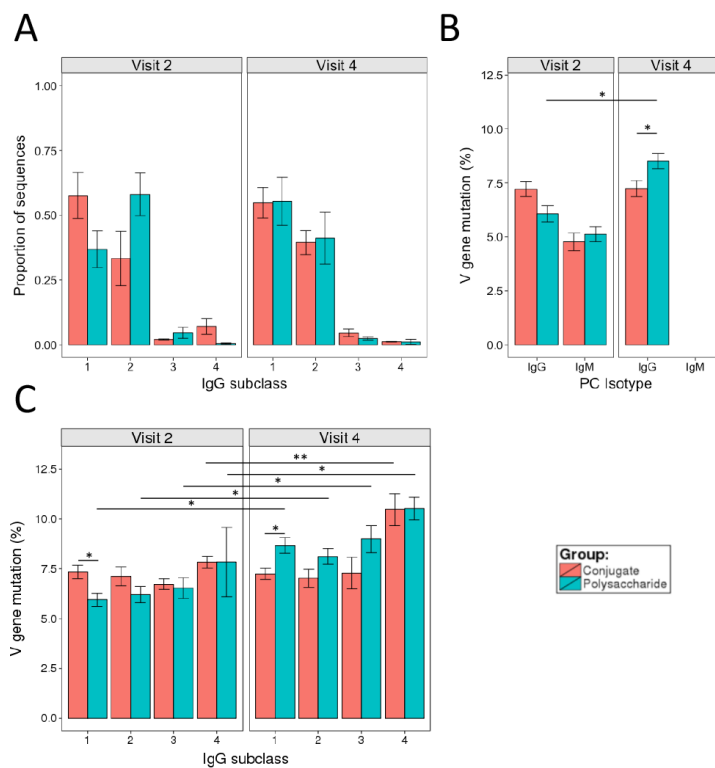 A
Visit 2 Visit 4
1.00
0.75
0.50
0.25
0.00
Proportion of sequences
1 2 3 4 1 2 3 4
IgG subclass
B
Visit 2 Visit 4
12.5
10.0
7.5
5.0
2.5
0.0
V gene mutation (%)
*
*
IgG IgM IgG IgM
PC Isotype
C
Visit 2 Visit 4
12.5
10.0
7.5
5.0
2.5
0.0
V gene mutation (%)
**
*
*
*
*
*
*
1 2 3 4 1 2 3 4
IgG subclass
Group:
Conjugate
Polysaccharide